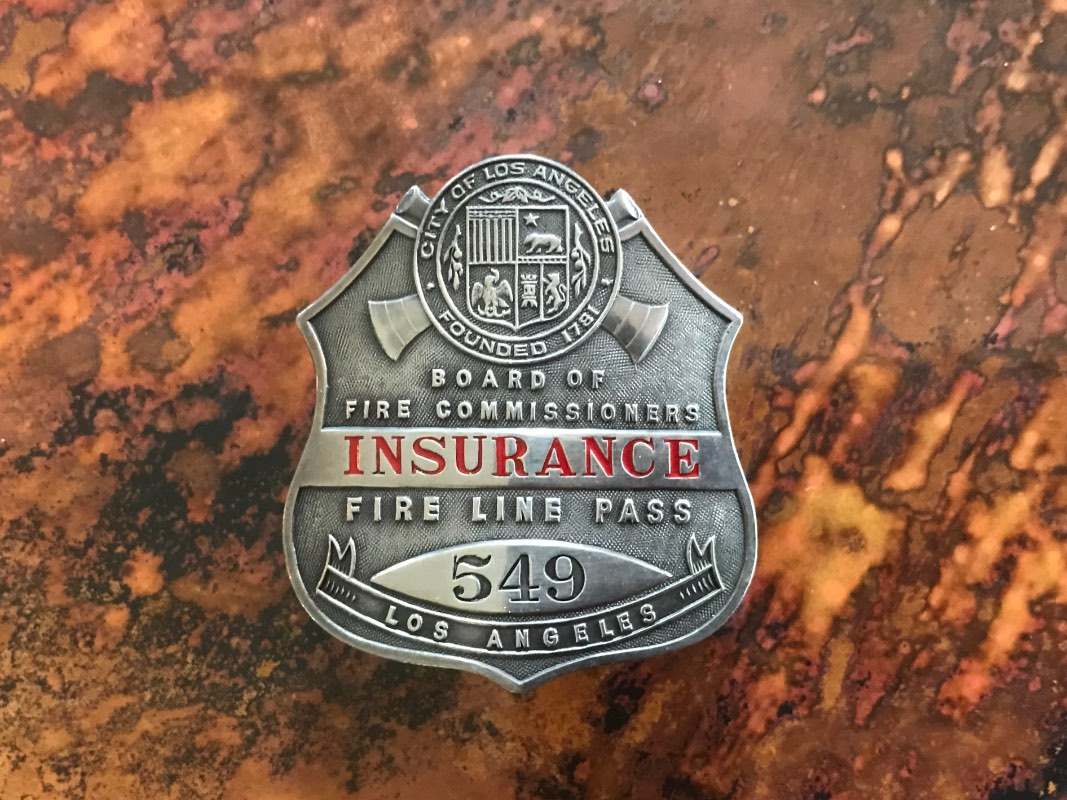 CITY OF LOS ANGELES
FOUNDED 1781
BOARD OF
FIRE COMMISSIONERS
INSURANCE
FIRE LINE PASS
549
LOS ANGELES